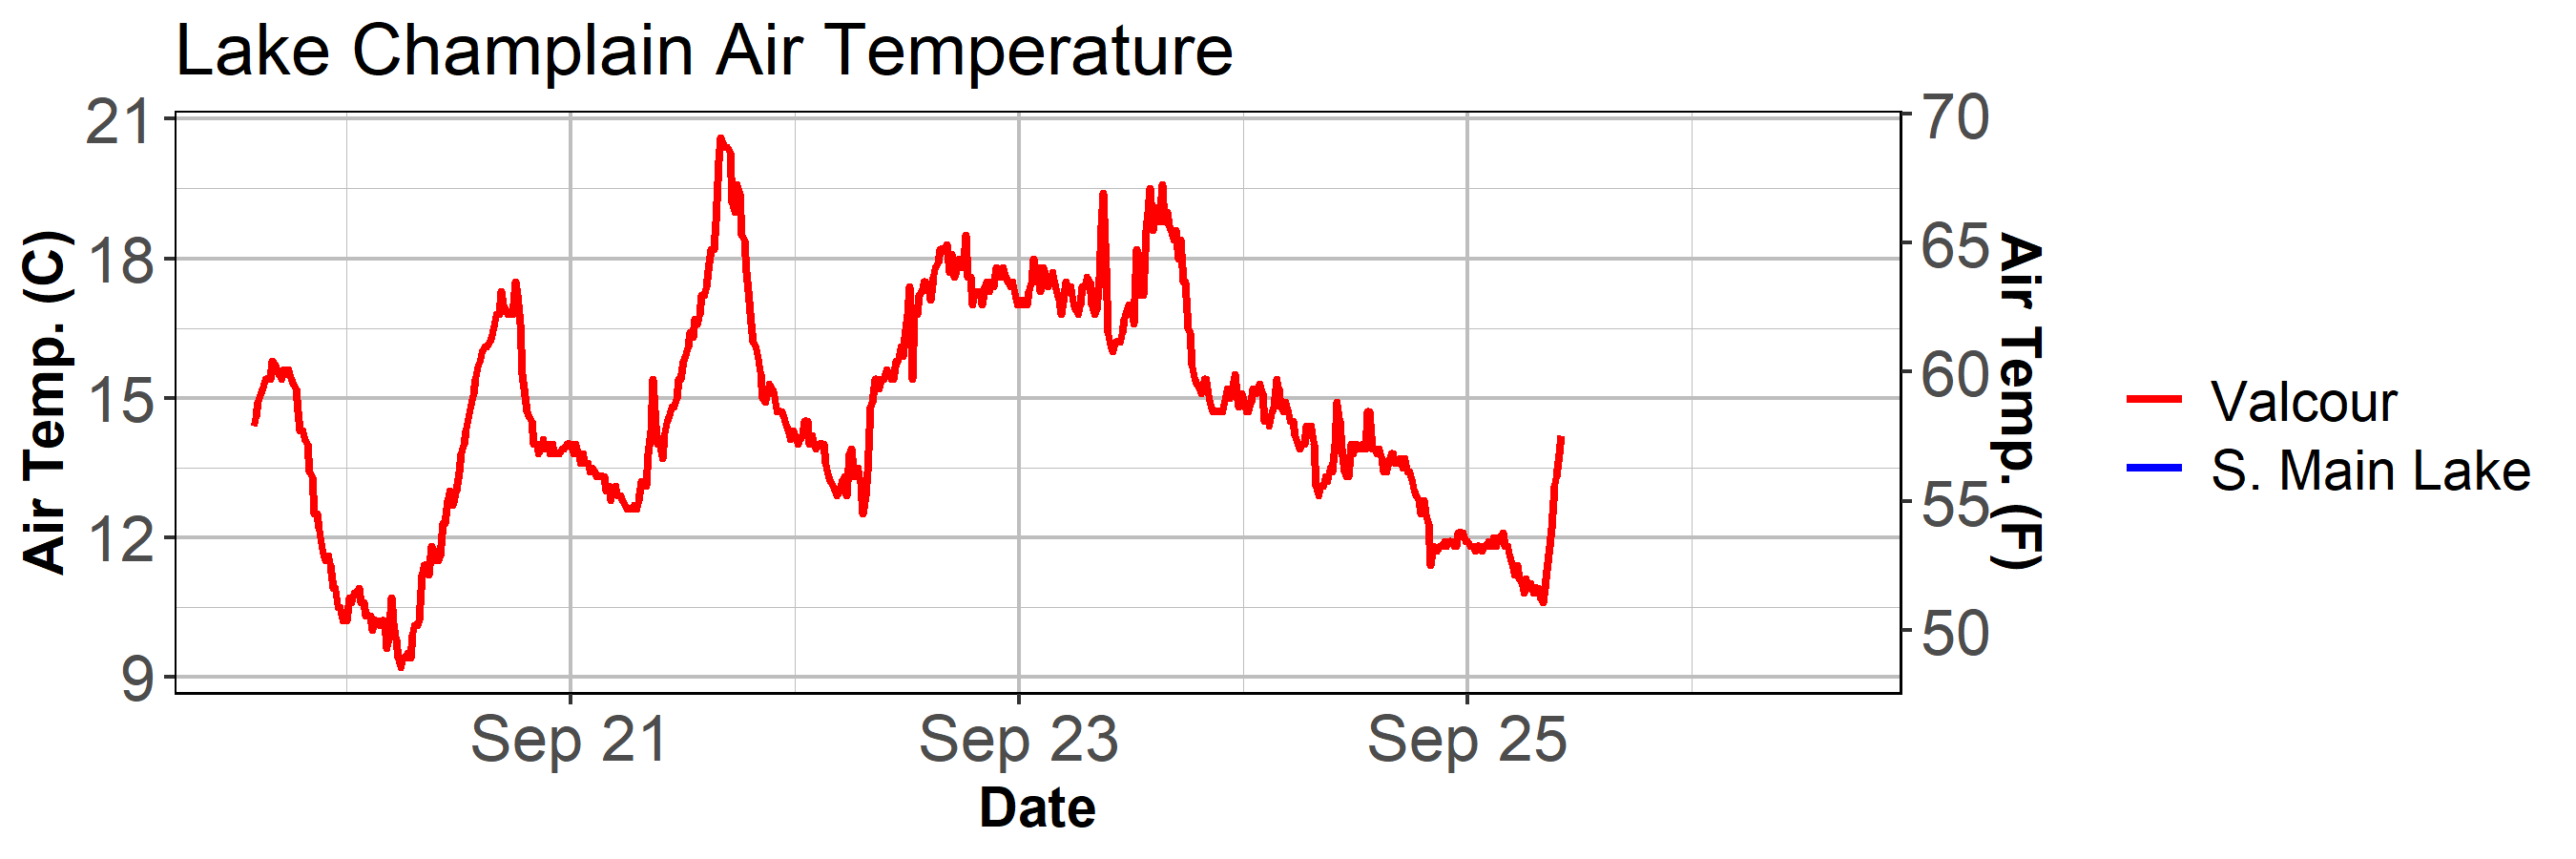 Lake Champlain Air Temperature
21
18
15
12
9
Air Temp. (C)
70
65
60
55
50
Air Temp. (F)
Sep 21
Sep 23
Sep 25
Date
Valcour
S. Main Lake